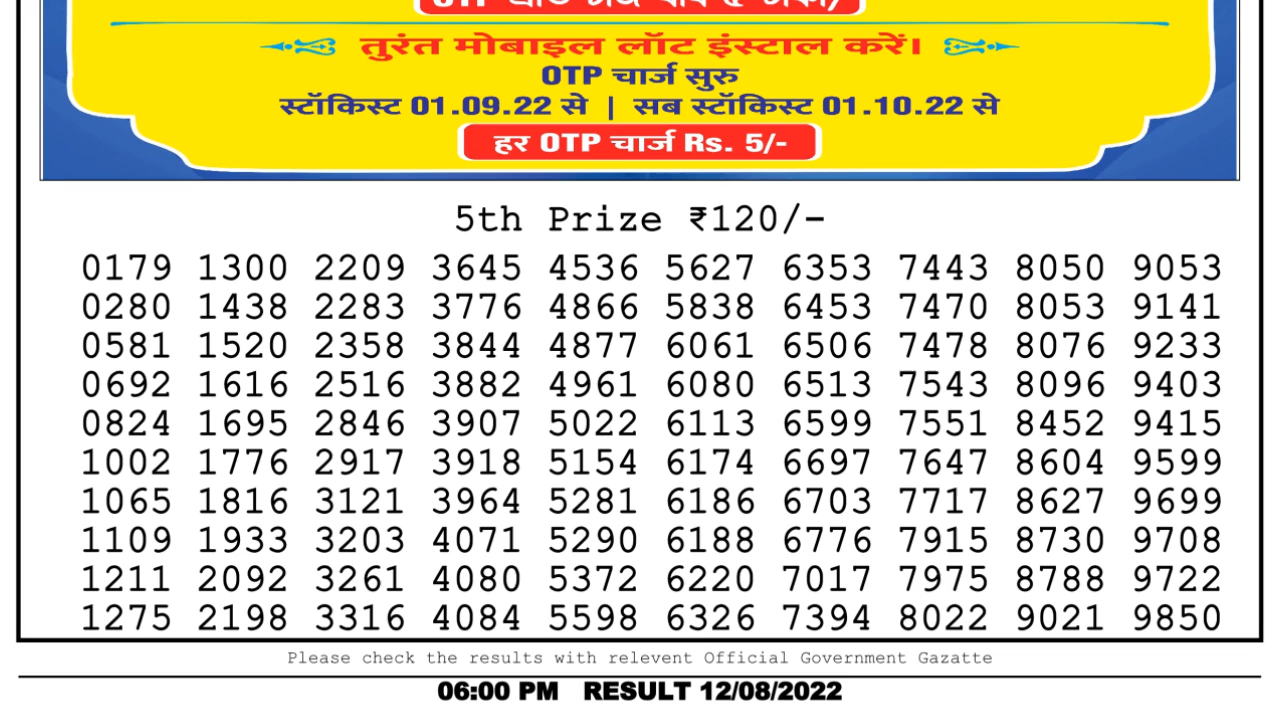 OTP
तुरंत मोबाइल लॉट इंस्टाल करें।
OTP चार्ज सुरु
स्टॉकिस्ट 01.09.22 से | सब स्टॉकिस्ट 01.10.22 से
हर OTP चार्ज Rs. 5/-
5th Prize ₹120/-
0179 1300 2209 3645 4536 5627 6353 7443 8050 9053
0280 1438 2283 3776 4866 5838 6453 7470 8053 9141
0581 1520 2358 3844 4877 6061 6506 7478 8076 9233
0692 1616 2516 3882 4961 6080 6513 7543 8096 9403
0824 1695 2846 3907 5022 6113 6599 7551 8452 9415
1002 1776 2917 3918 5154 6174 6697 7647 8604 9599
1065 1816 3121 3964 5281 6186 6703 7717 8627 9699
1109 1933 3203 4071 5290 6188 6776 7915 8730 9708
1211 2092 3261 4080 5372 6220 7017 7975 8788 9722
1275 2198 3316 4084 5598 6326 7394 8022 9021 9850
Please check the results with relevent Official Government Gazatte
06:00 PM RESULT 12/08/2022